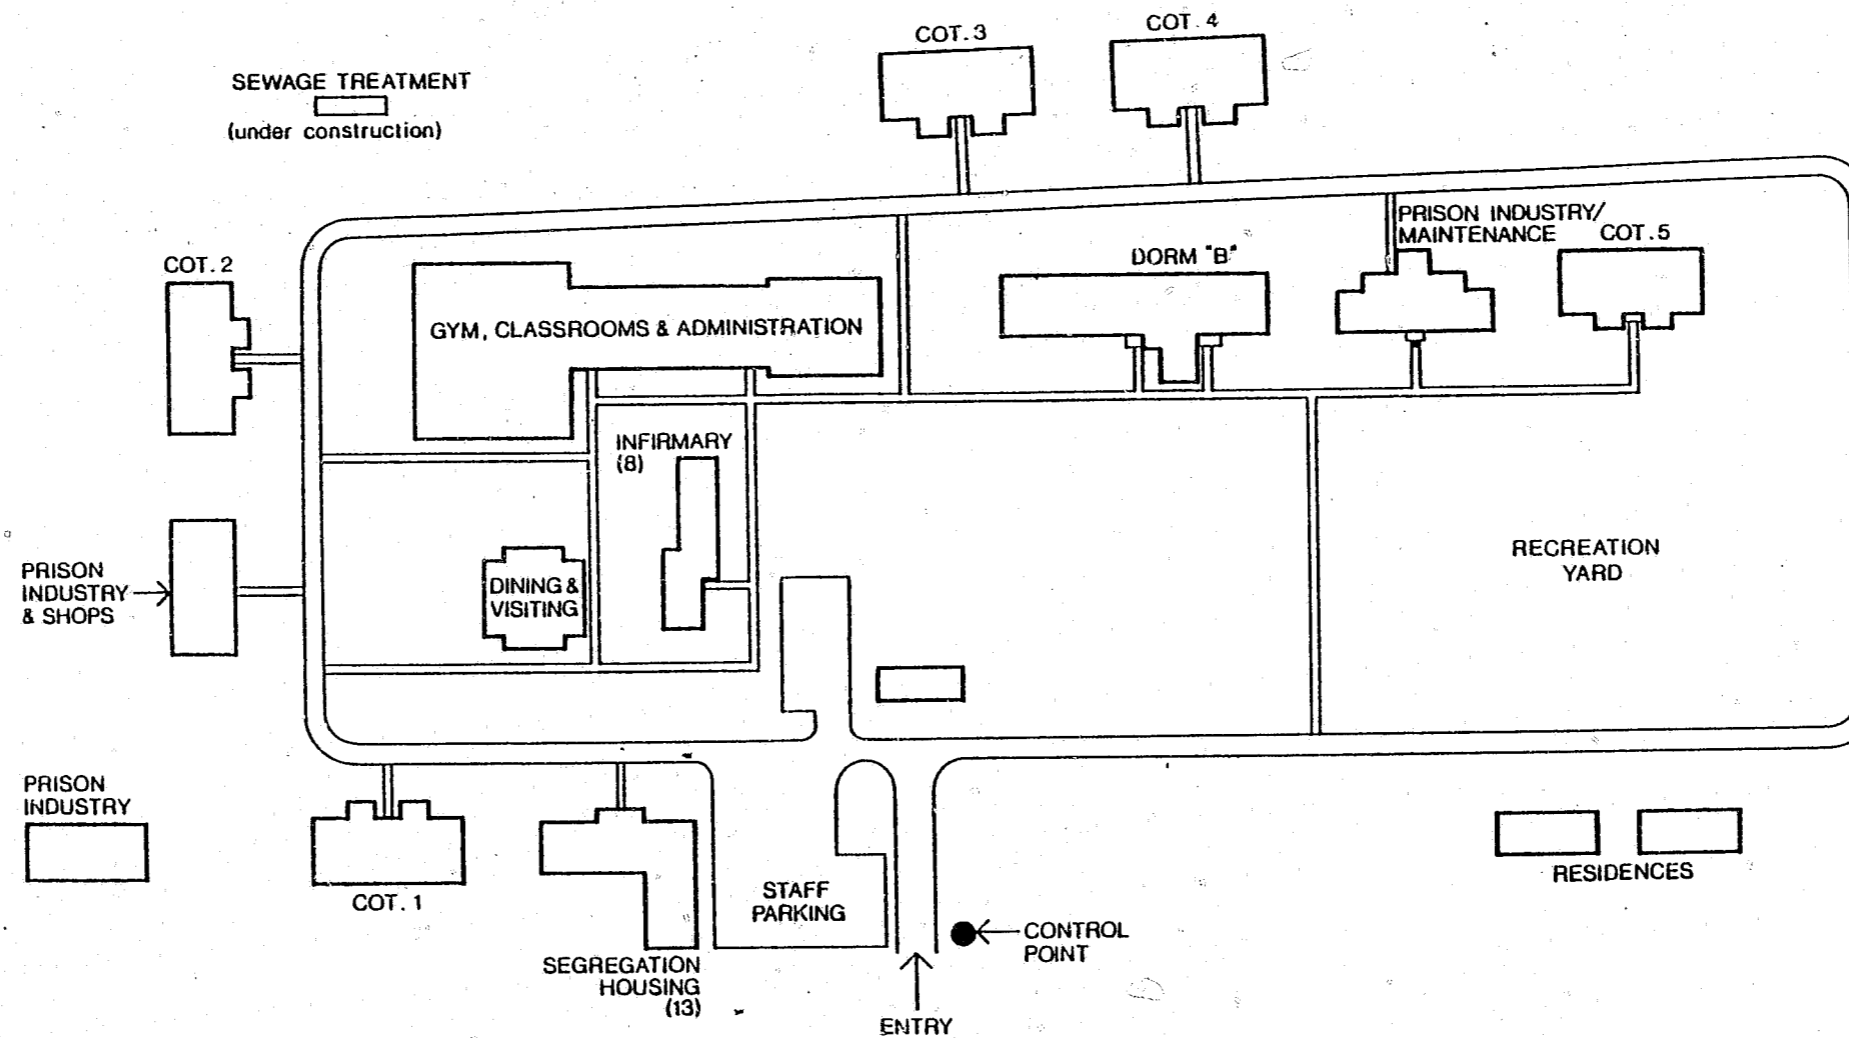 COT. 3
COT. 4
SEWAGE TREATMENT
(under construction)
PRISON INDUSTRY/
MAINTENANCE
COT. 5
DORM "B"
COT. 2
GYM, CLASSROOMS & ADMINISTRATION
INFIRMARY
(8)
RECREATION
YARD
PRISON
INDUSTRY
& SHOPS
DINING &
VISITING
PRISON
INDUSTRY
COT. 1
STAFF
PARKING
RESIDENCES
CONTROL
POINT
SEGREGATION
HOUSING
(13)
ENTRY